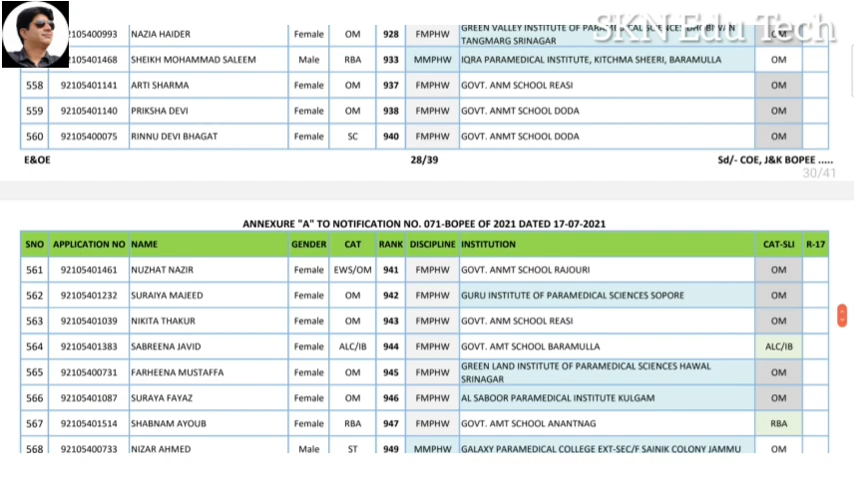 SKN Edu Tech
2105400993 NAZIA HAIDER Female OM 928 FMPHW GREEN VALLEY INSTITUTE OF PARAMEDICAL SCIENCES DHOBIWAN TANGMARG SRINAGAR OM
2105401468 SHEIKH MOHAMMAD SALEEM Male RBA 933 MMPHW IQRA PARAMEDICAL INSTITUTE, KITCHMA SHEERI, BARAMULLA OM
558 92105401141 ARTI SHARMA Female OM 937 FMPHW GOVT. ANM SCHOOL REASI OM
559 92105401140 PRIKSHA DEVI Female OM 938 FMPHW GOVT. ANMT SCHOOL DODA OM
560 92105400075 RINNU DEVI BHAGAT Female SC 940 FMPHW GOVT. ANMT SCHOOL DODA OM
E&OE 28/39 Sd/- COE, J&K BOPEE .....
30/41
ANNEXURE "A" TO NOTIFICATION NO. 071-BOPEE OF 2021 DATED 17-07-2021
SNO APPLICATION NO NAME GENDER CAT RANK DISCIPLINE INSTITUTION CAT-SLI R-17
561 92105401461 NUZHAT NAZIR Female EWS/OM 941 FMPHW GOVT. ANMT SCHOOL RAJOURI OM
562 92105401232 SURAIYA MAJEED Female OM 942 FMPHW GURU INSTITUTE OF PARAMEDICAL SCIENCES SOPORE OM
563 92105401039 NIKITA THAKUR Female OM 943 FMPHW GOVT. ANM SCHOOL REASI OM
564 92105401383 SABREENA JAVID Female ALC/IB 944 FMPHW GOVT. AMT SCHOOL BARAMULLA ALC/IB
565 92105400731 FARHEENA MUSTAFFA Female OM 945 FMPHW GREEN LAND INSTITUTE OF PARAMEDICAL SCIENCES HAWAL SRINAGAR OM
566 92105401087 SURAYA FAYAZ Female OM 946 FMPHW AL SABOOR PARAMEDICAL INSTITUTE KULGAM OM
567 92105401514 SHABNAM AYOUB Female RBA 947 FMPHW GOVT. AMT SCHOOL ANANTNAG RBA
568 92105400733 NIZAR AHMED Male ST 949 MMPHW GALAXY PARAMEDICAL COLLEGE EXT-SEC/F SAINIK COLONY JAMMU OM